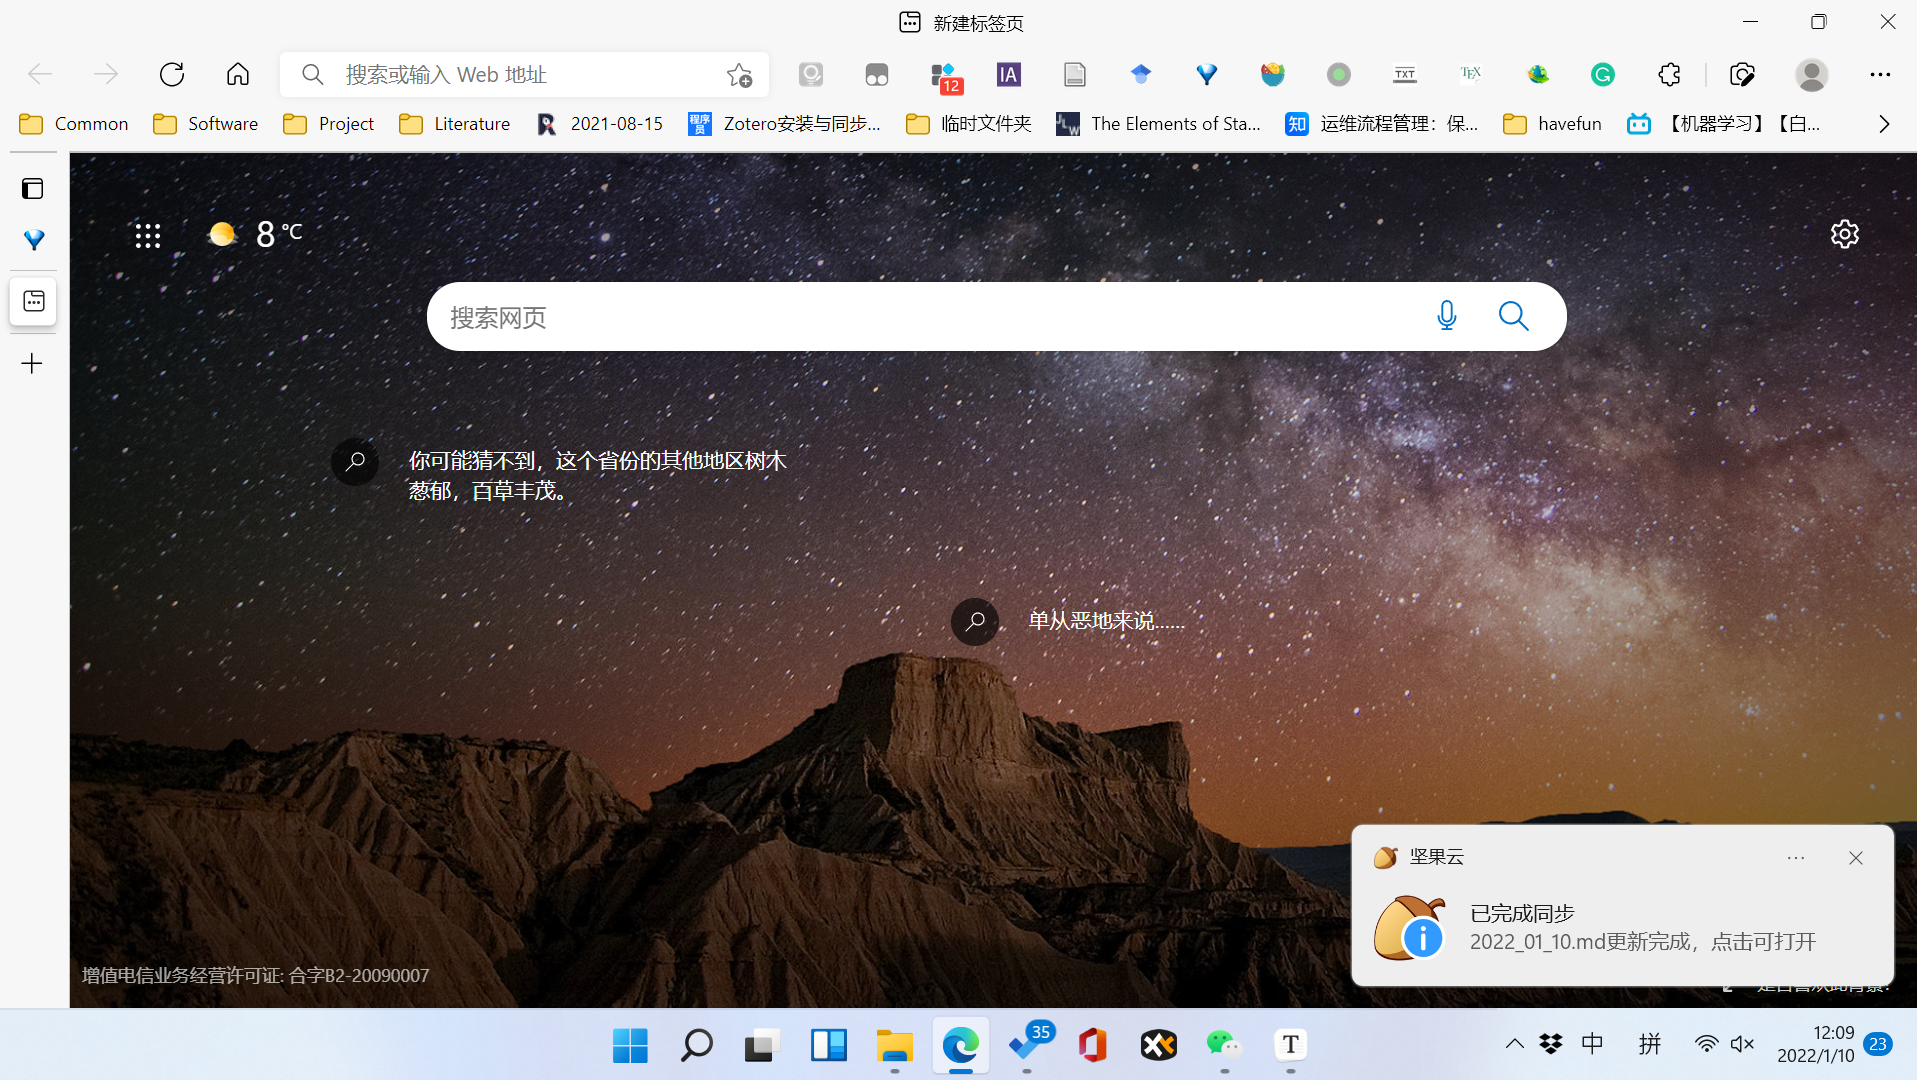 新建标签页
搜索或输入 Web 地址
12
IA
TXT
TEX
Common
Software
Project
Literature
2021-08-15
程序员
Zotero安装与同步...
临时文件夹
The Elements of Sta...
知
运维流程管理：保...
havefun
【机器学习】【白...
8 ℃
搜索网页
你可能猜不到，这个省份的其他地区树木
葱郁，百草丰茂。
单从恶地来说......
坚果云
已完成同步
2022_01_10.md更新完成，点击可打开
增值电信业务经营许可证: 合字B2-20090007
35
T
中
拼
12:09
2022/1/10
23